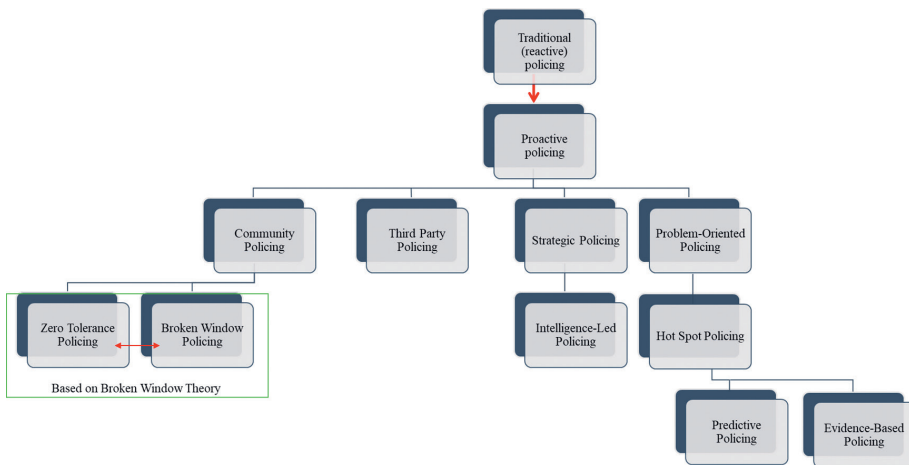 Traditional
(reactive)
policing
Proactive
policing
Community
Policing
Third Party
Policing
Strategic Policing
Problem-Oriented
Policing
Zero Tolerance
Policing
Broken Window
Policing
Based on Broken Window Theory
Intelligence-Led
Policing
Hot Spot Policing
Predictive
Policing
Evidence-Based
Policing